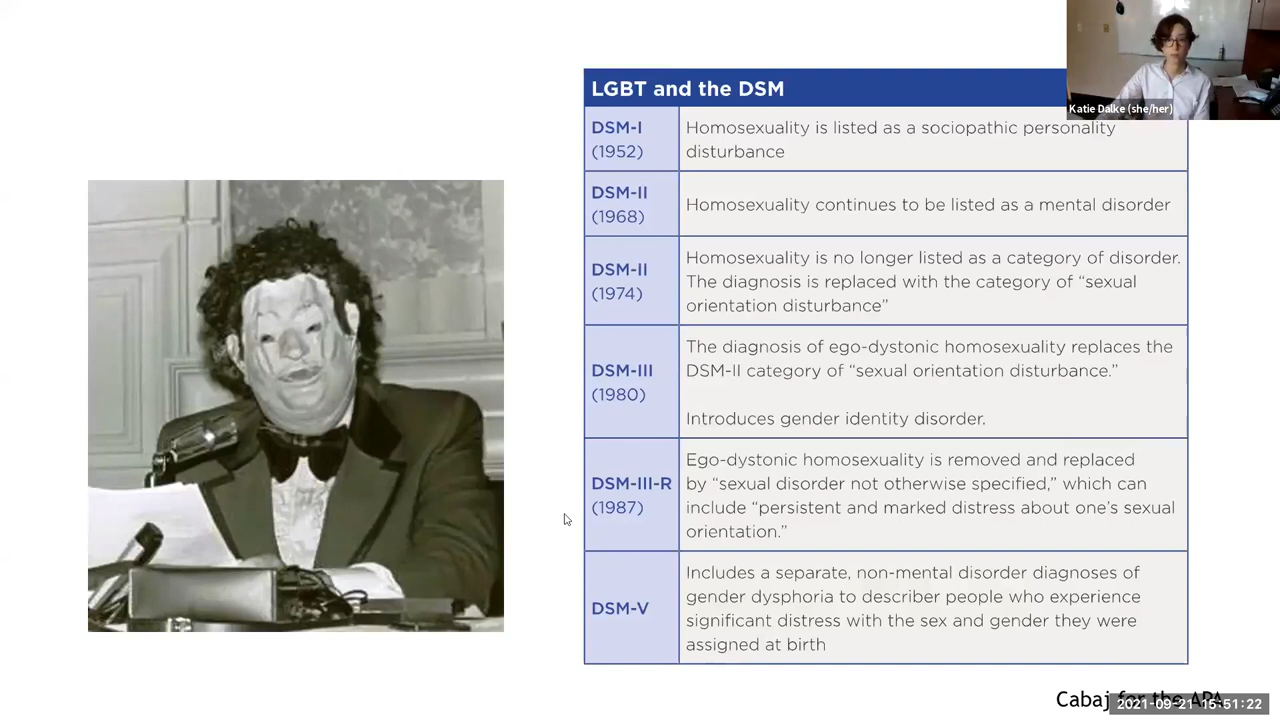 Katie Dalke (she/her)
LGBT and the DSM
DSM-I
(1952)
Homosexuality is listed as a sociopathic personality
disturbance
DSM-II
(1968)
Homosexuality continues to be listed as a mental disorder
DSM-II
(1974)
Homosexuality is no longer listed as a category of disorder.
The diagnosis is replaced with the category of “sexual
orientation disturbance”
DSM-III
(1980)
The diagnosis of ego-dystonic homosexuality replaces the
DSM-II category of “sexual orientation disturbance.”
Introduces gender identity disorder.
DSM-III-R
(1987)
Ego-dystonic homosexuality is removed and replaced
by “sexual disorder not otherwise specified,” which can
include “persistent and marked distress about one’s sexual
orientation.”
DSM-V
Includes a separate, non-mental disorder diagnoses of
gender dysphoria to describer people who experience
significant distress with the sex and gender they were
assigned at birth
Cabaj for the APA
2021-09-21 15:51:22